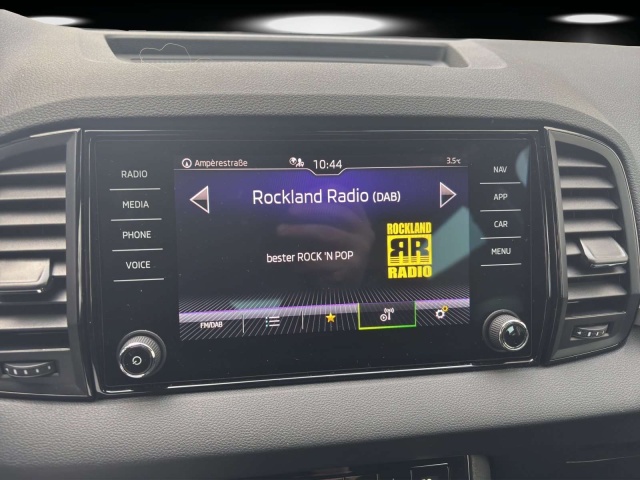 Ampèrestraße 10:44 3.5°C
RADIO
MEDIA
PHONE
VOICE
Rockland Radio (DAB)
bester ROCK 'N POP
ROCKLAND
RR
RADIO
FM/DAB
NAV
APP
CAR
MENU